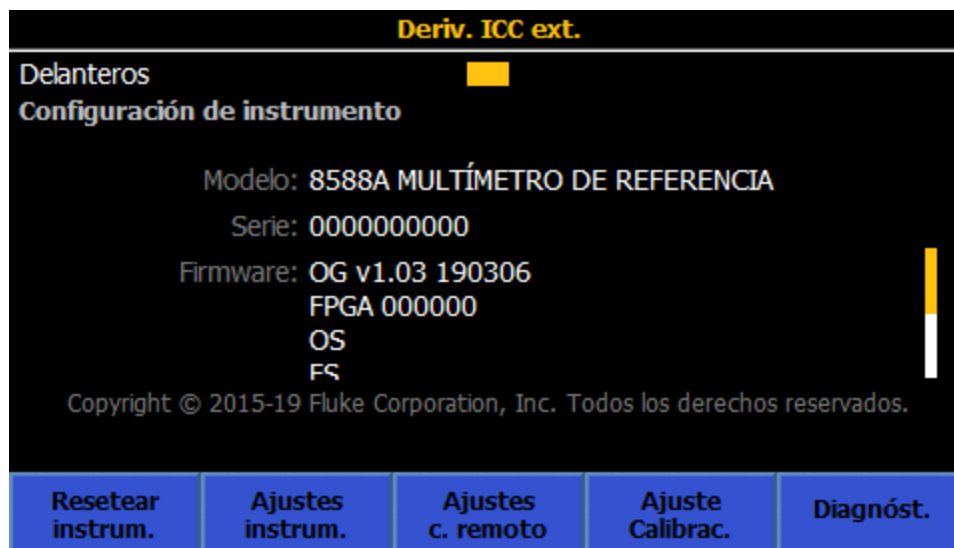 Deriv. ICC ext.
Delanteros
Configuración de instrumento
Modelo: 8588A MULTÍMETRO DE REFERENCIA
Serie: 0000000000
Firmware: OG v1.03 190306
FPGA 000000
OS
FS
Copyright © 2015-19 Fluke Corporation, Inc. Todos los derechos reservados.
Resetear instrum.
Ajustes instrum.
Ajustes c. remoto
Ajuste Calibrac.
Diagnóst.